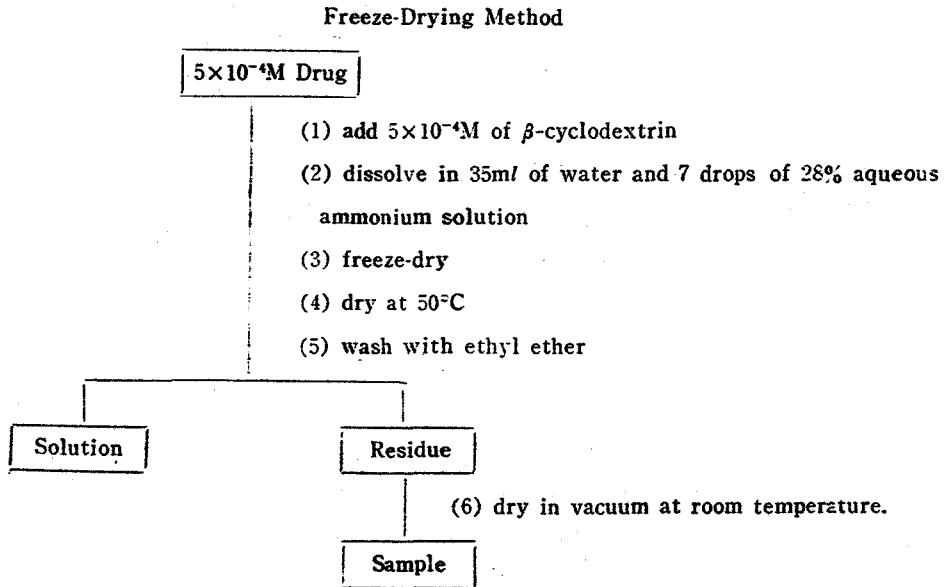 Freeze-Drying Method
5×10⁻⁴M Drug
(1) add 5×10⁻⁴M of β-cyclodextrin
(2) dissolve in 35ml of water and 7 drops of 28% aqueous
ammonium solution
(3) freeze-dry
(4) dry at 50°C
(5) wash with ethyl ether
Solution
Residue
(6) dry in vacuum at room temperature.
Sample